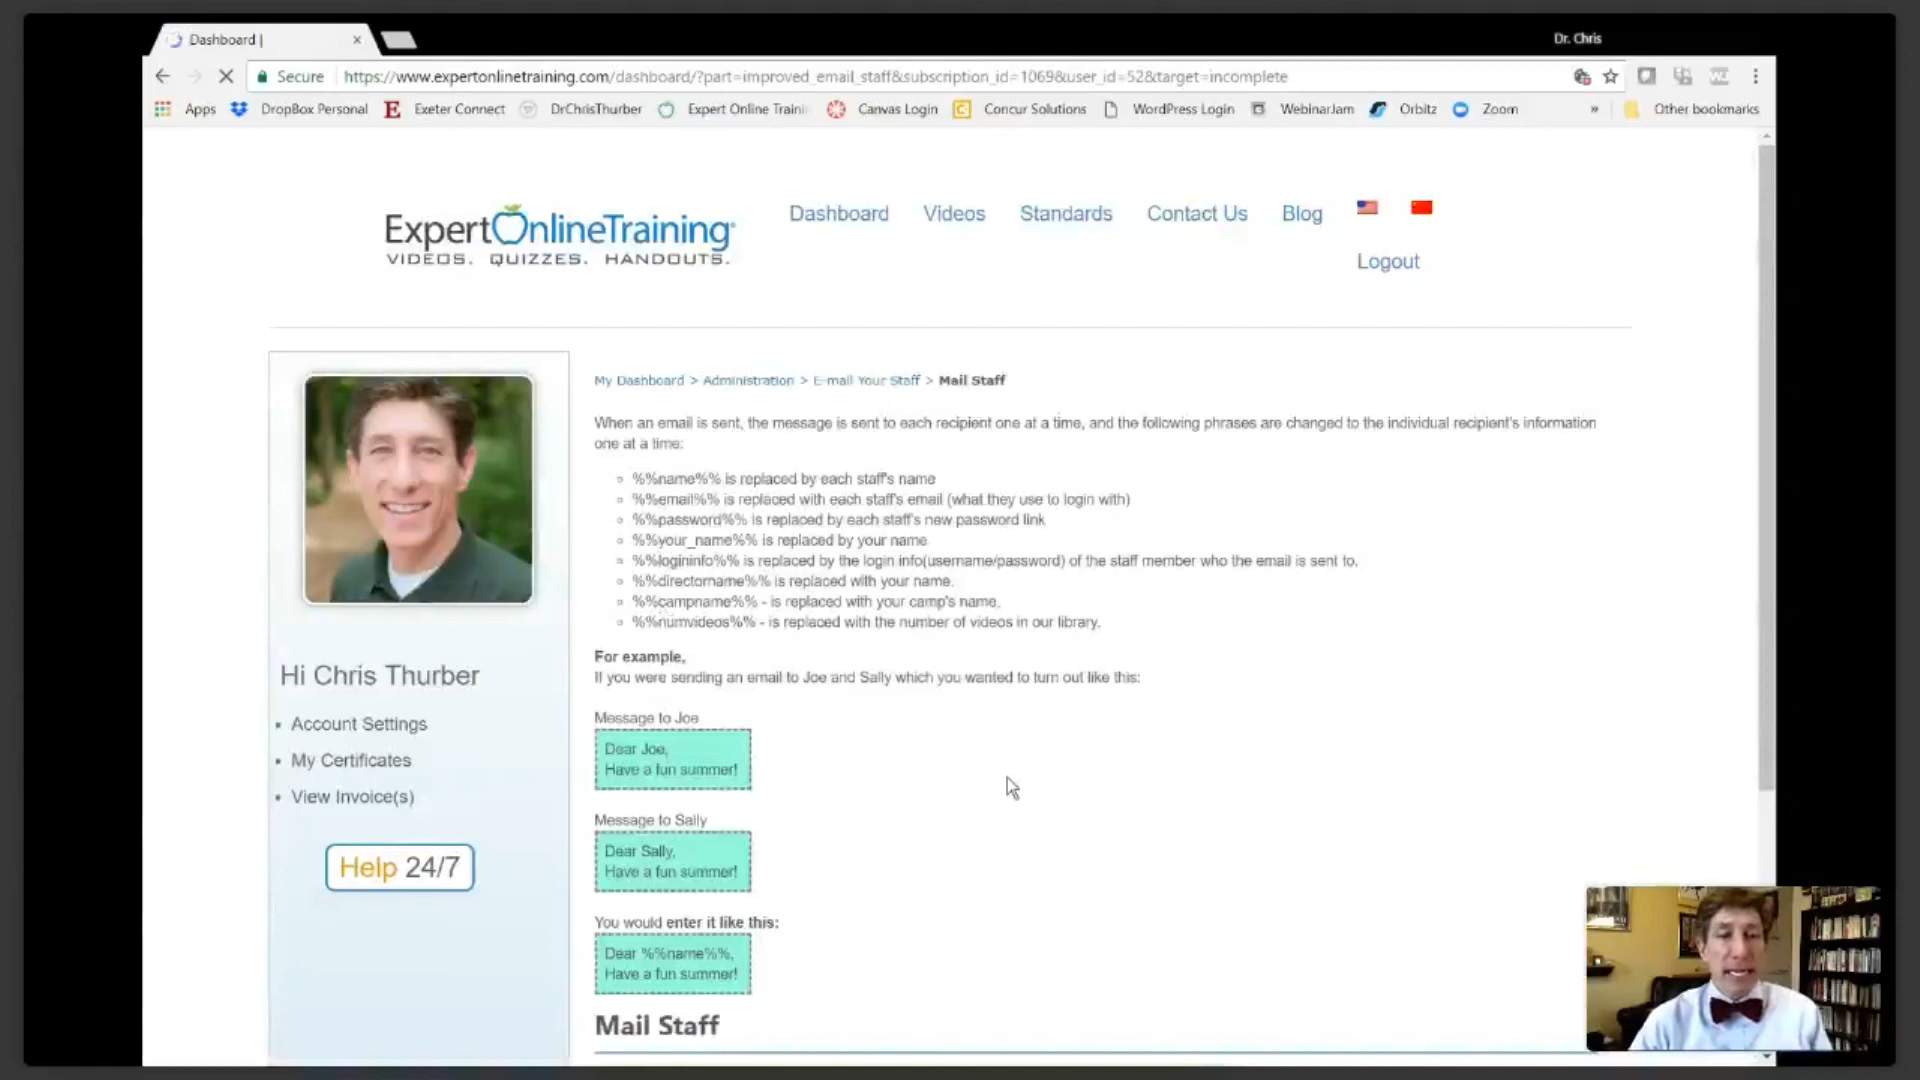 Dashboard |
Dr. Chris
Secure https://www.expertonlinetraining.com/dashboard/?part=improved_email_staff&subscription_id=1069&user_id=52&target=incomplete
Apps DropBox Personal Exeter Connect DrChrisThurber Expert Online Traini Canvas Login Concur Solutions WordPress Login WebinarJam Orbitz Zoom » Other bookmarks
ExpertOnlineTraining
VIDEOS. QUIZZES. HANDOUTS.
Dashboard Videos Standards Contact Us Blog
Logout
My Dashboard > Administration > E-mail Your Staff > Mail Staff
When an email is sent, the message is sent to each recipient one at a time, and the following phrases are changed to the individual recipient's information
one at a time:
%%name%% is replaced by each staff's name
%%email%% is replaced with each staff's email (what they use to login with)
%%password%% is replaced by each staff's new password link
%%your_name%% is replaced by your name
%%logininfo%% is replaced by the login info(username/password) of the staff member who the email is sent to.
%%directorname%% is replaced with your name.
%%campname%% - is replaced with your camp's name.
%%numvideos%% - is replaced with the number of videos in our library.
For example,
If you were sending an email to Joe and Sally which you wanted to turn out like this:
Message to Joe
Dear Joe,
Have a fun summer!
Message to Sally
Dear Sally,
Have a fun summer!
You would enter it like this:
Dear %%name%%,
Have a fun summer!
Mail Staff
Hi Chris Thurber
Account Settings
My Certificates
View Invoice(s)
Help 24/7